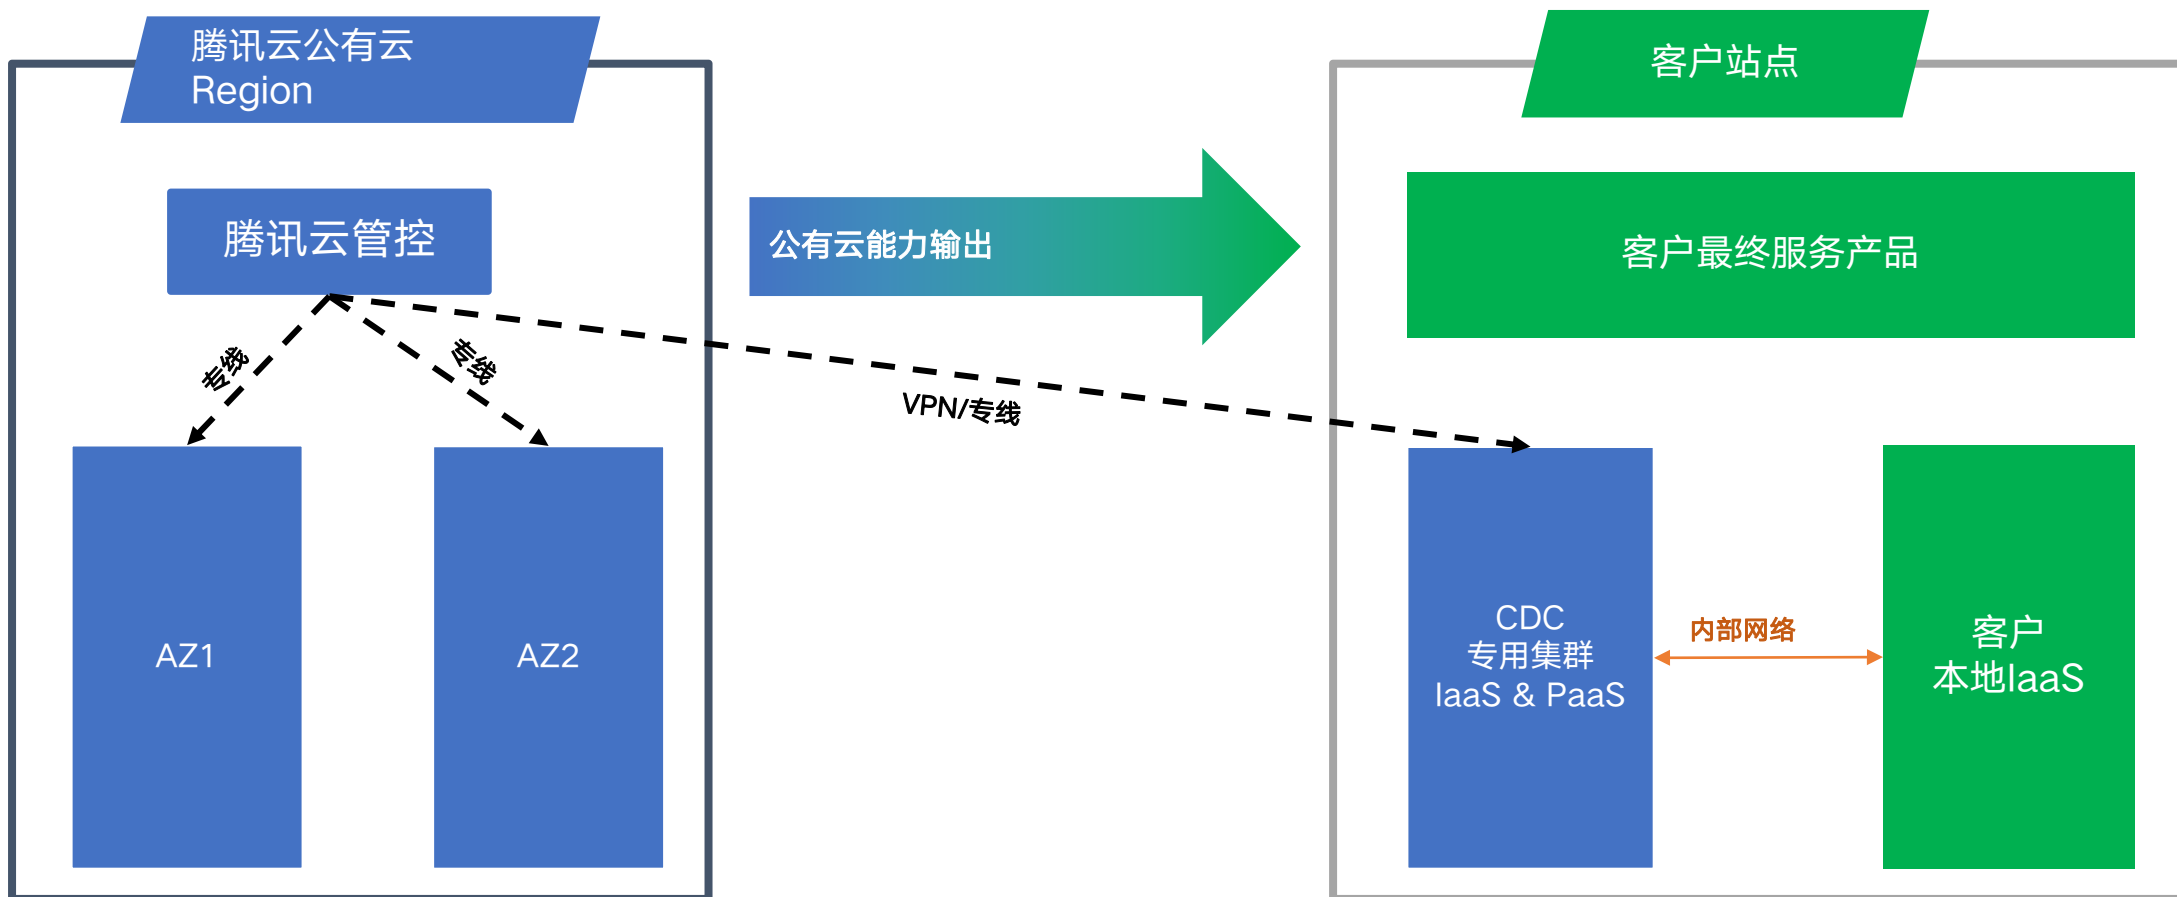 腾讯云公有云
Region
客户站点
腾讯云管控
公有云能力输出
客户最终服务产品
专线
专线
VPN/专线
AZ1
AZ2
CDC
专用集群
IaaS & PaaS
内部网络
客户
本地IaaS